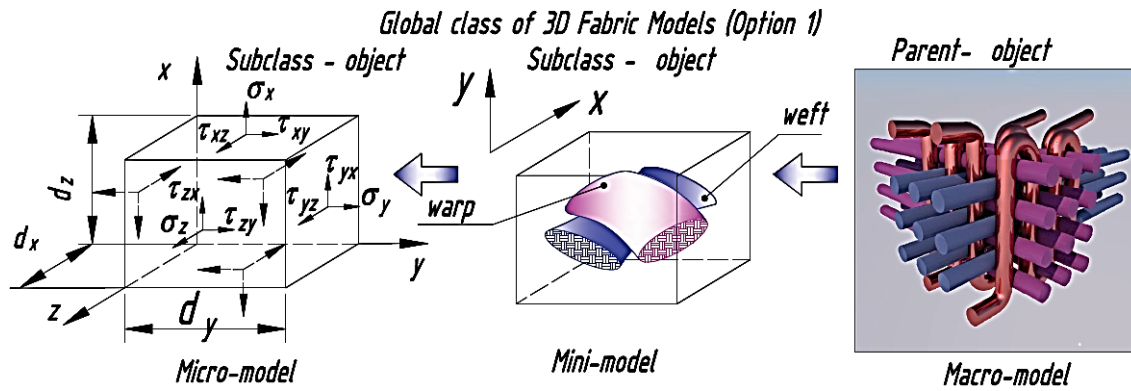 Global class of 3D Fabric Models (Option 1)
Subclass - object
Subclass - object
Parent- object
x
σx
τxz
τxy
dz
τzx
τyx
τyz
σy
σz
τzy
dx
y
z
dy
Micro-model
y
x
weft
warp
Mini-model
Macro-model